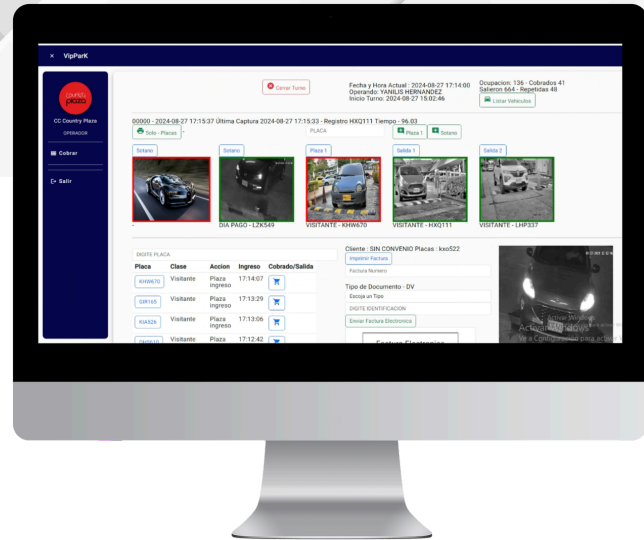 × VipParK
COUNTRY
plaza
CC Country Plaza
OPERADOR
Cobrar
Salir
Cerrar Turno
Fecha y Hora Actual : 2024-08-27 17:14:00
Operando: YANILIS HERNANDEZ
Inicio Turno: 2024-08-27 15:02:46
Ocupacion: 136 - Cobrados 41
Salieron 664 - Repetidas 48
Listar Vehiculos
00000 - 2024-08-27 17:15:37 Última Captura 2024-08-27 17:15:33 - Registro HXQ111 Tiempo - 96.03
Solo - Placas - PLACA Plaza 1 Sotano
Sotano Sotano Plaza 1 Salida 1 Salida 2
- DIA PAGO - LZK549 VISITANTE - KHW670 VISITANTE - HXQ111 VISITANTE - LHP337
DIGITE PLACA
Placa Clase Accion Ingreso Cobrado/Salida
KHW670 Visitante Plaza ingreso 17:14:07
GIR165 Visitante Plaza ingreso 17:13:29
KIA526 Visitante Plaza ingreso 17:13:06
Visitante Plaza 17:12:42
Cliente : SIN CONVENIO Placas : kxo522
Imprimir Factura
Factura Numero
Tipo de Documento - DV
Escoja un Tipo
DIGITE IDENTIFICACION
Enviar Factura Electronica
Factura Electronica
Activar Windows
Ve a Configuración para activar